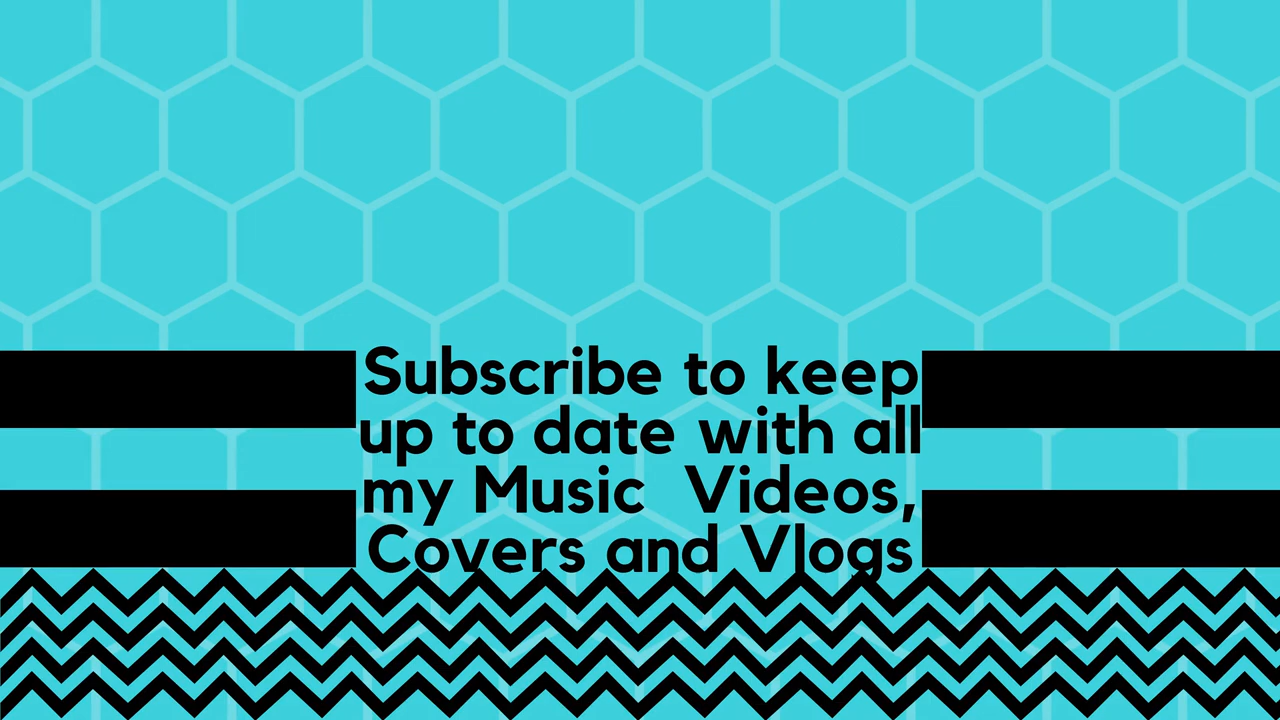 Subscribe to keep
up to date with all
my Music  Videos,
Covers and Vlogs